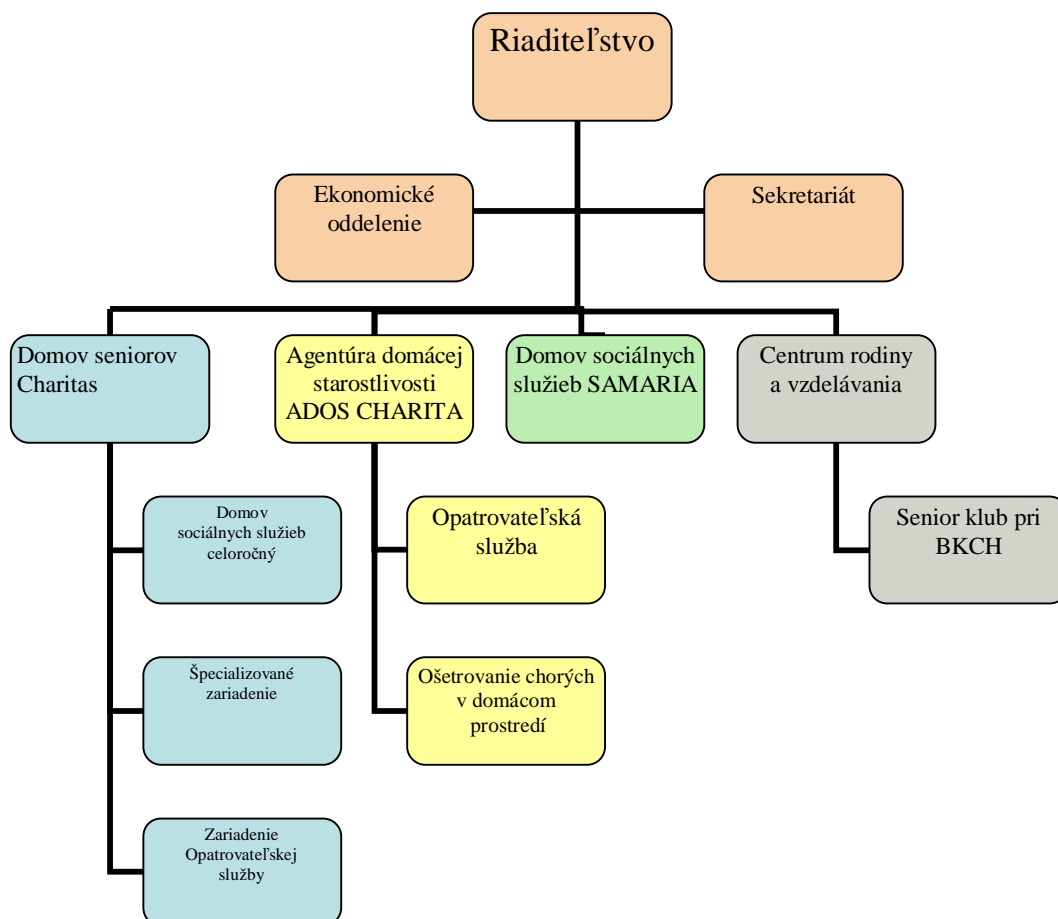 Riaditeľstvo
Ekonomické
oddelenie
Sekretariát
Domov seniorov
Charitas
Agentúra domácej
starostlivosti
ADOS CHARITA
Domov sociálnych
služieb SAMARIA
Centrum rodiny
a vzdelávania
Domov
sociálnych služieb
celoročný
Opatrovateľská
služba
Senior klub pri
BKCH
Špecializované
zariadenie
Ošetrovanie chorých
v domácom
prostredí
Zariadenie
Opatrovateľskej
služby